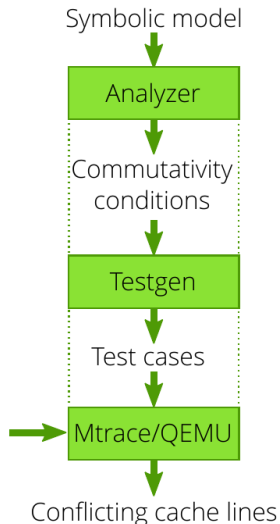 Symbolic model
Analyzer
Commutativity
conditions
Testgen
Test cases
Mtrace/QEMU
Conflicting cache lines